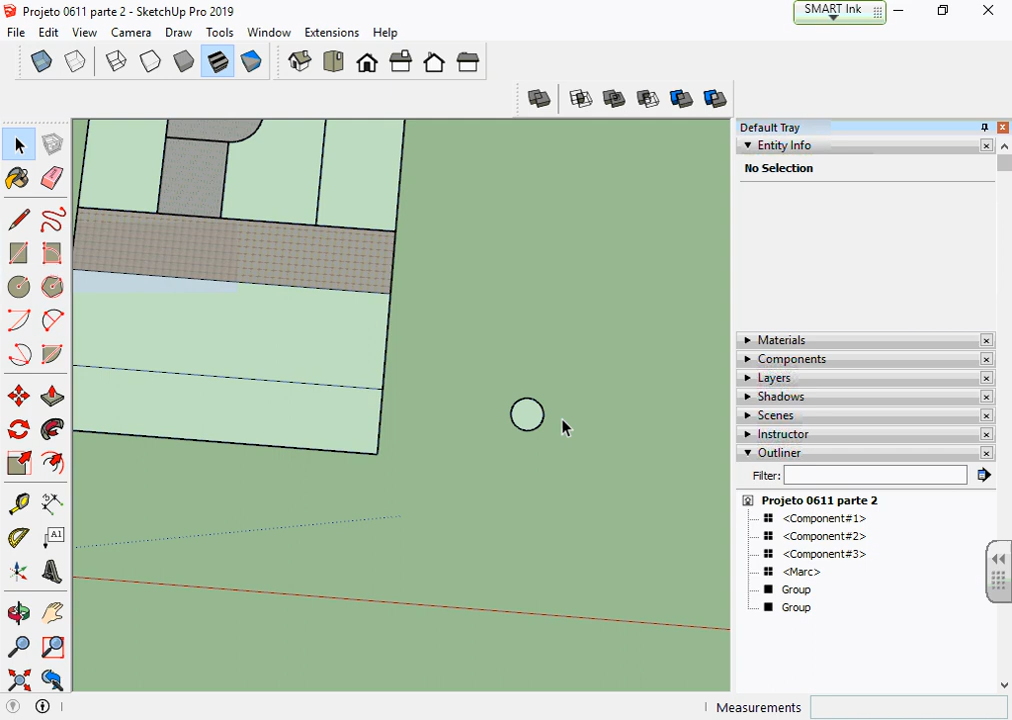 Projeto 0611 parte 2 - SketchUp Pro 2019
SMART Ink
File Edit View Camera Draw Tools Window Extensions Help
Default Tray
Entity Info
No Selection
Materials
Components
Layers
Shadows
Scenes
Instructor
Outliner
Filter:
Projeto 0611 parte 2
<Component#1>
<Component#2>
<Component#3>
<Marc>
Group
Group
A1
Measurements